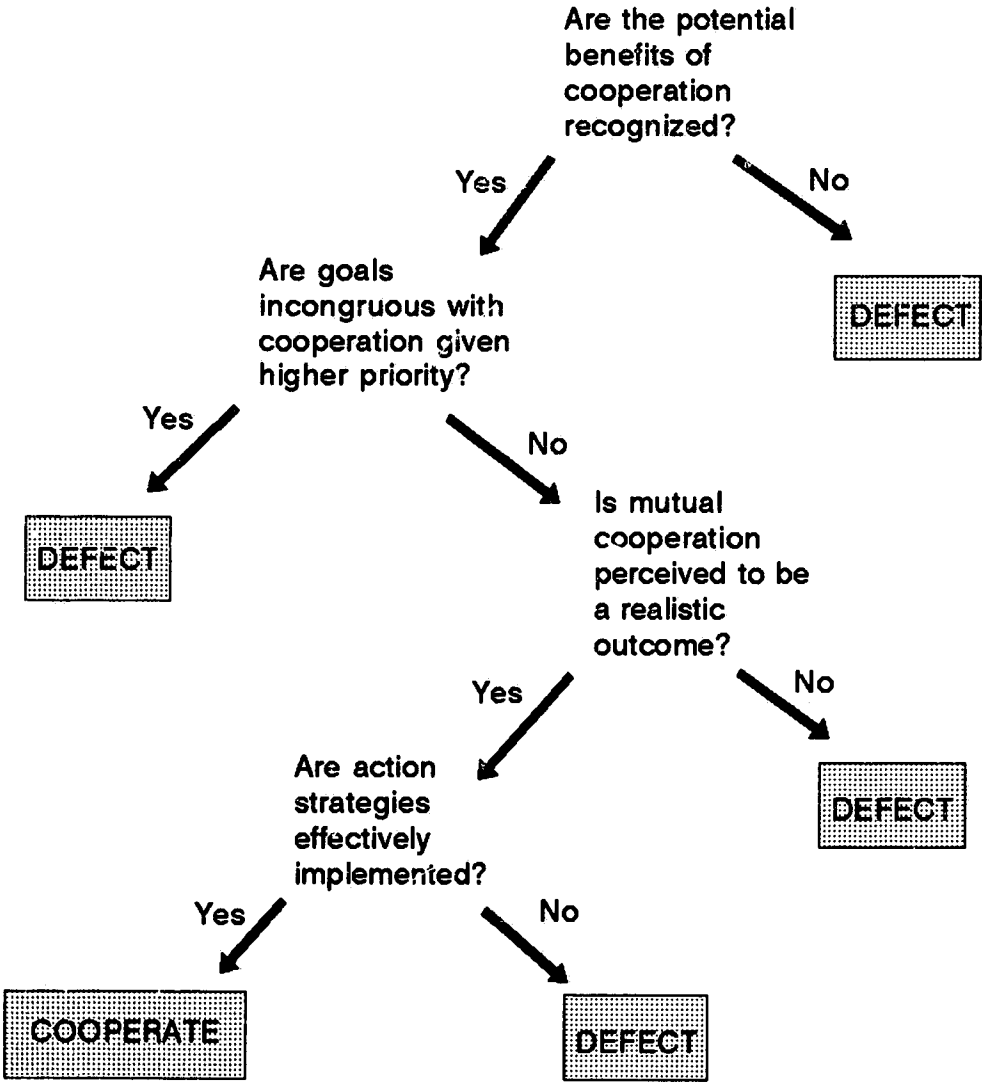 Are the potential
benefits of
cooperation
recognized?
Yes
No
Are goals
incongruous with
cooperation given
higher priority?
DEFECT
Yes
No
Is mutual
cooperation
perceived to be
a realistic
outcome?
DEFECT
Yes
No
Are action
strategies
effectively
implemented?
DEFECT
Yes
No
COOPERATE
DEFECT